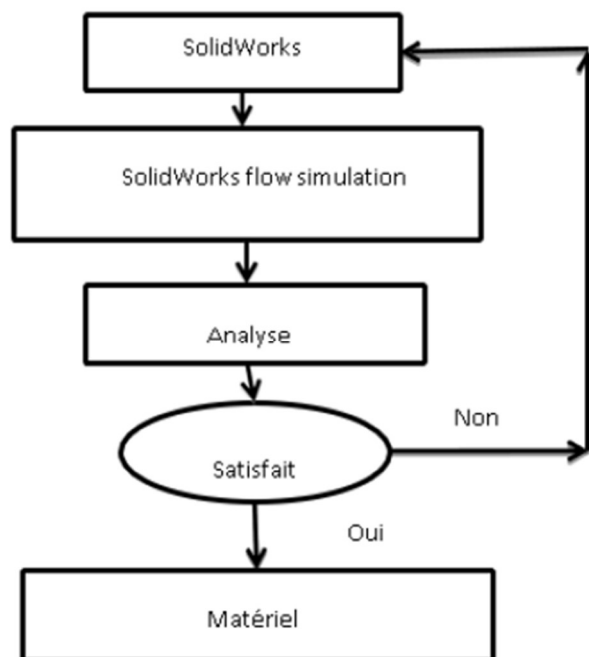 SolidWorks
SolidWorks flow simulation
Analyse
Non
Satisfait
Oui
Matériel